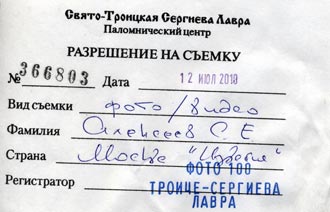 Свято-Троицкая Сергиева Лавра
Паломнический центр
РАЗРЕШЕНИЕ НА СЪЕМКУ
№ 366803 Дата 12 ИЮЛ 2010
Вид съемки фото/видео
Фамилия Алексеев С. Е
Страна Москва "Избогие"
ФОТО 100
Регистратор ТРОИЦЕ-СЕРГИЕВА
ЛАВРА